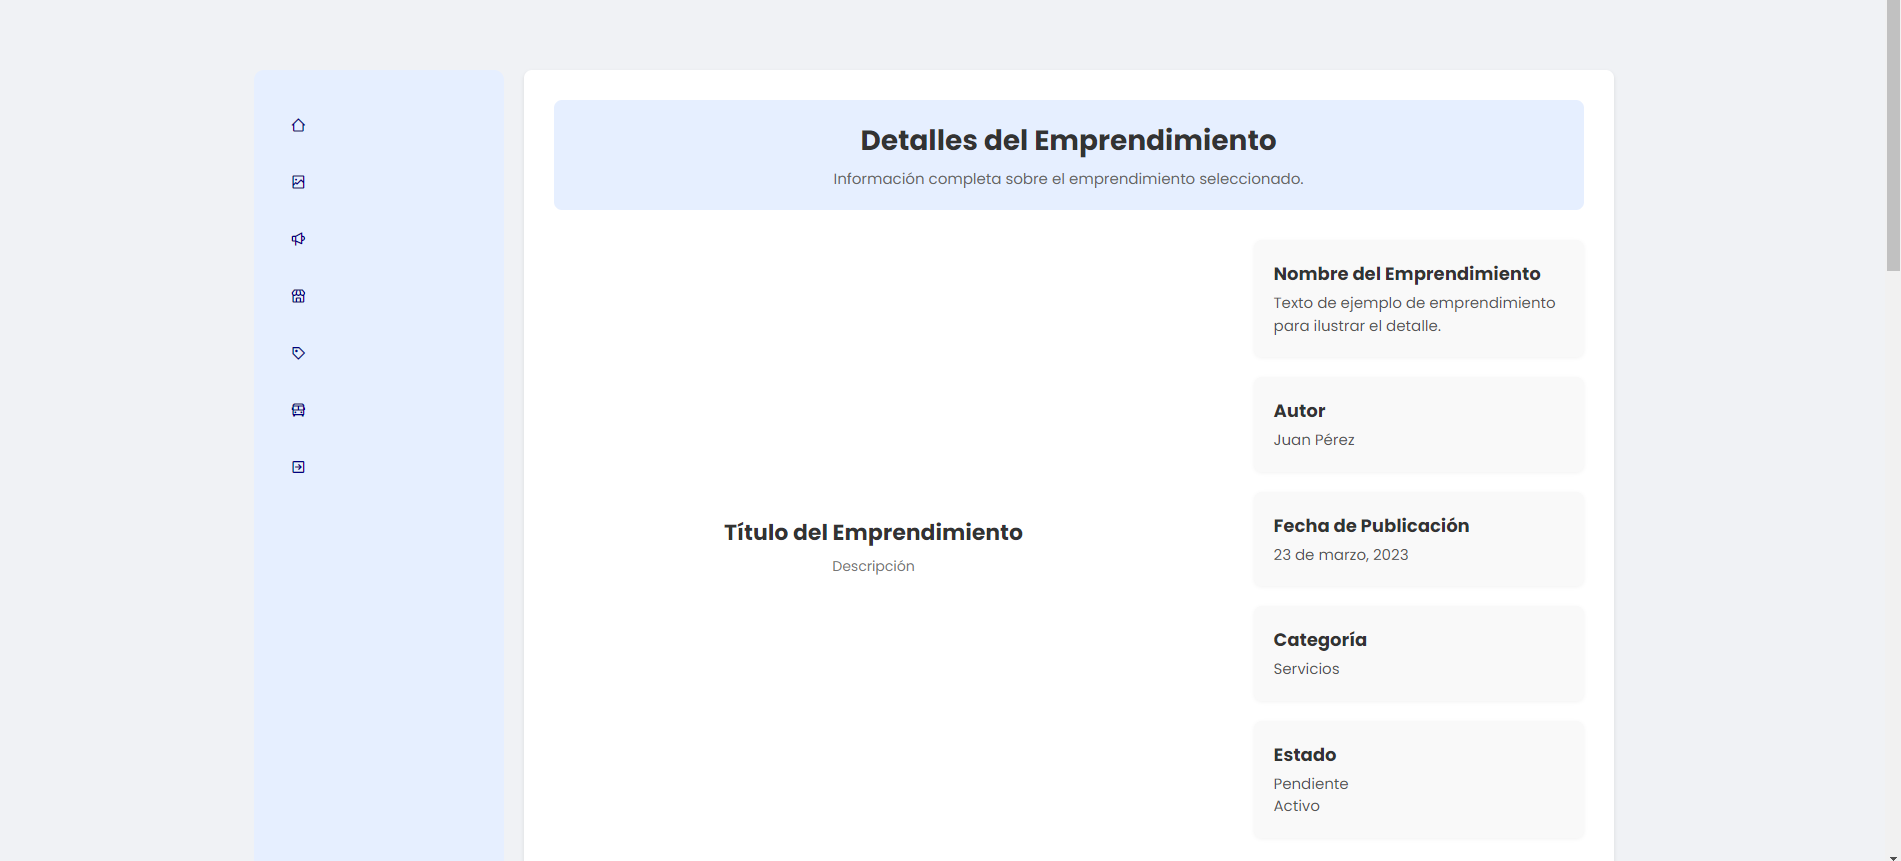 Detalles del Emprendimiento
Información completa sobre el emprendimiento seleccionado.
Título del Emprendimiento
Descripción
Nombre del Emprendimiento
Texto de ejemplo de emprendimiento
para ilustrar el detalle.
Autor
Juan Pérez
Fecha de Publicación
23 de marzo, 2023
Categoría
Servicios
Estado
Pendiente
Activo